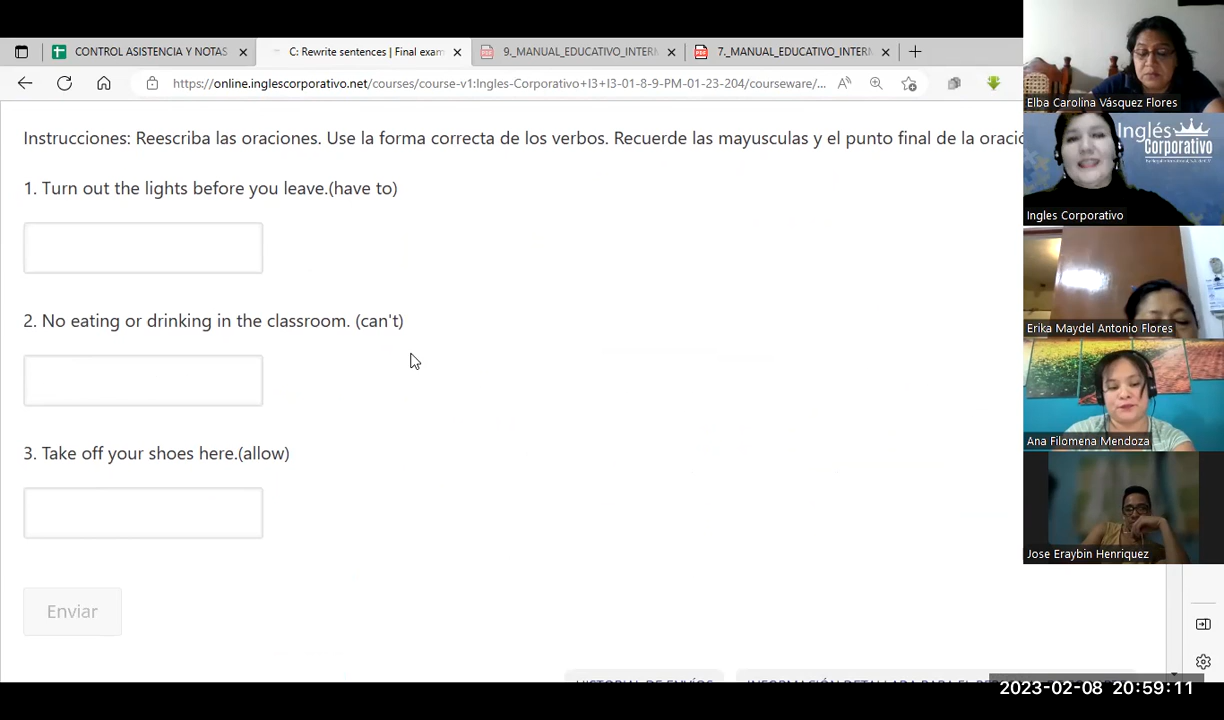 CONTROL ASISTENCIA Y NOTAS
C: Rewrite sentences | Final exam
9._MANUAL_EDUCATIVO_INTERN
7._MANUAL_EDUCATIVO_INTERN
https://online.inglescorporativo.net/courses/course-v1:Ingles-Corporativo+I3+I3-01-8-9-PM-01-23-204/courseware/...
Instrucciones: Reescriba las oraciones. Use la forma correcta de los verbos. Recuerde las mayusculas y el punto final de la oracio
1. Turn out the lights before you leave.(have to)
2. No eating or drinking in the classroom. (can't)
3. Take off your shoes here.(allow)
Enviar
Elba Carolina Vásquez Flores
Inglés
Corporativo
Ingles Corporativo
Erika Maydel Antonio Flores
Ana Filomena Mendoza
Jose Eraybin Henriquez
2023-02-08 20:59:11